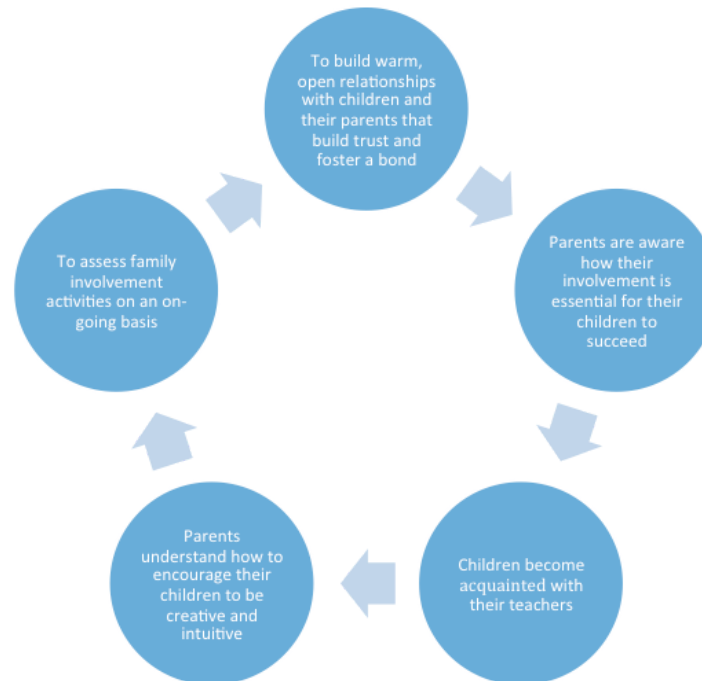 To build warm,
open relationships
with children and
their parents that
build trust and
foster a bond
Parents are aware
how their
involvement is
essential for their
children to
succeed
Children become
acquainted with
their teachers
Parents
understand how to
encourage their
children to be
creative and
intuitive
To assess family
involvement
activities on an on-
going basis